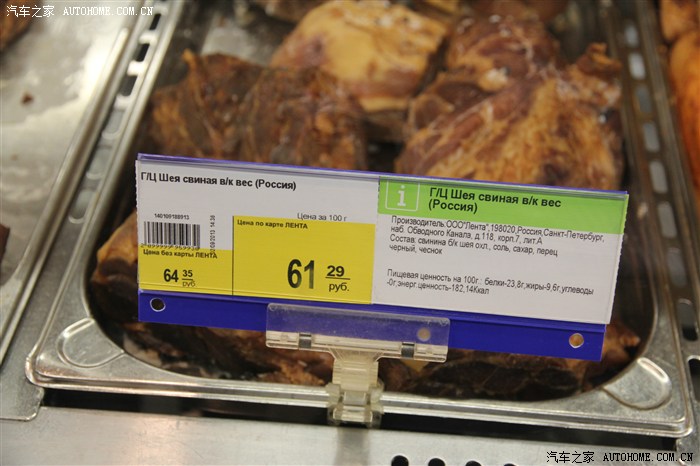 汽车之家 AUTOHOME.COM.CN
Г/Ц Шея свиная в/к вес (Россия)
Цена за 100 г
Цена по карте ЛЕНТА
61 29
руб.
Цена без карты ЛЕНТА
64 35
руб
i
Г/Ц Шея свиная в/к вес
(Россия)
Производитель:ООО"Лента",198020,Россия,Санкт-Петербург,
наб. Обводного Канала, д.118, корп.7, лит.А
Состав: свинина б/к шея охл., соль, сахар, перец
черный, чеснок
Пищевая ценность на 100г.: белки-23,8г,жиры-9,6г,углеводы
-0г,энерг.ценность-182,14Ккал
汽车之家 AUTOHOME.COM.CN